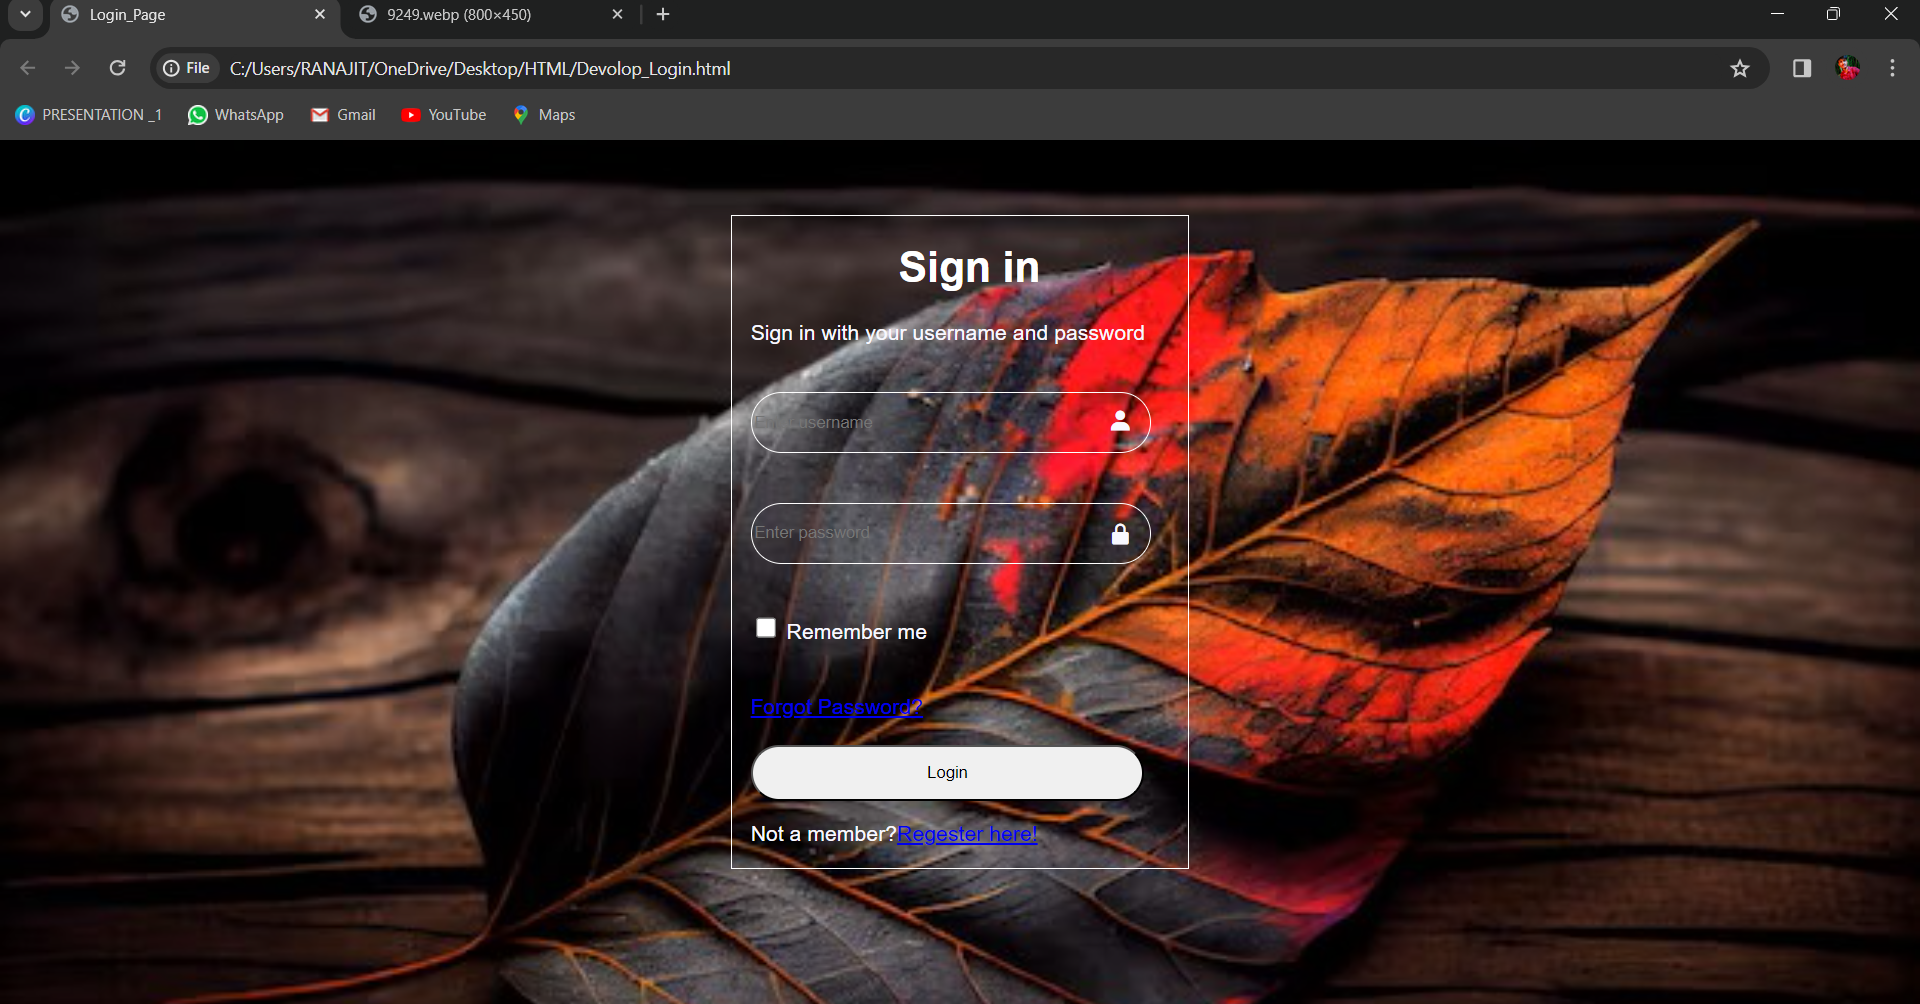 Login_Page
9249.webp (800×450)
File
C:/Users/RANAJIT/OneDrive/Desktop/HTML/Devolop_Login.html
PRESENTATION _1
WhatsApp
Gmail
YouTube
Maps
Sign in
Sign in with your username and password
Enter username
Enter password
Remember me
Forgot Password?
Login
Not a member?Regester here!